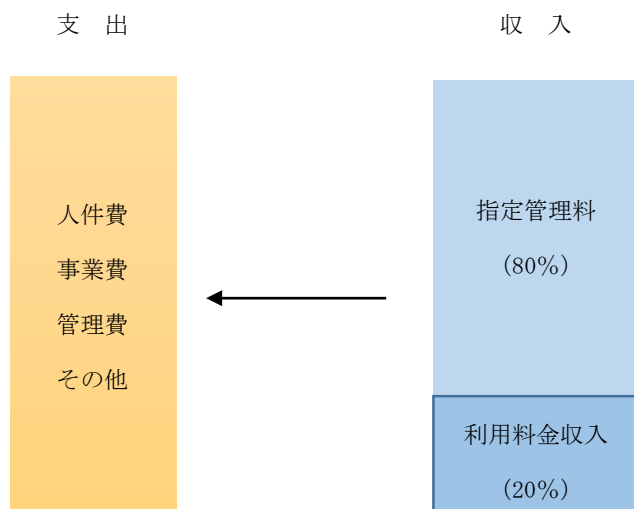 支 出
人件費
事業費
管理費
その他
収 入
指定管理料
（80%）
利用料金収入
（20%）